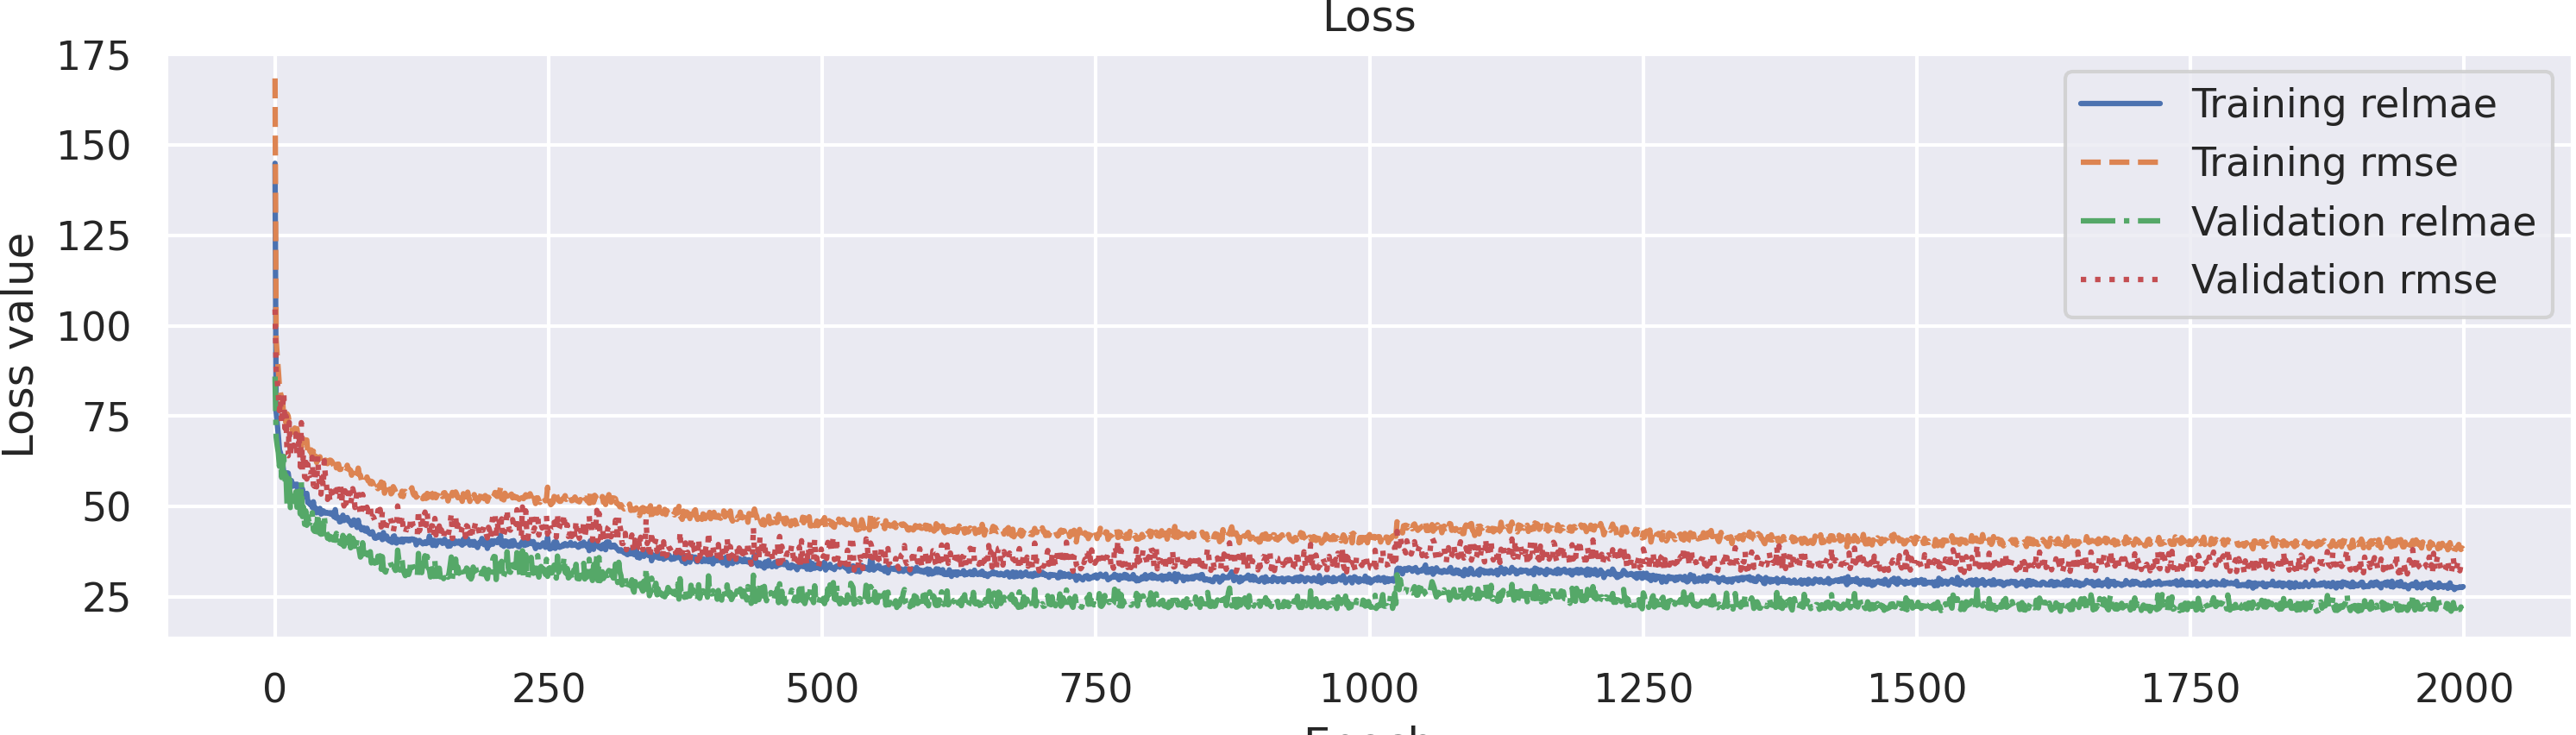 Loss
175
150
125
100
75
50
25
Loss value
Training relmae
Training rmse
Validation relmae
Validation rmse
0 250 500 750 1000 1250 1500 1750 2000